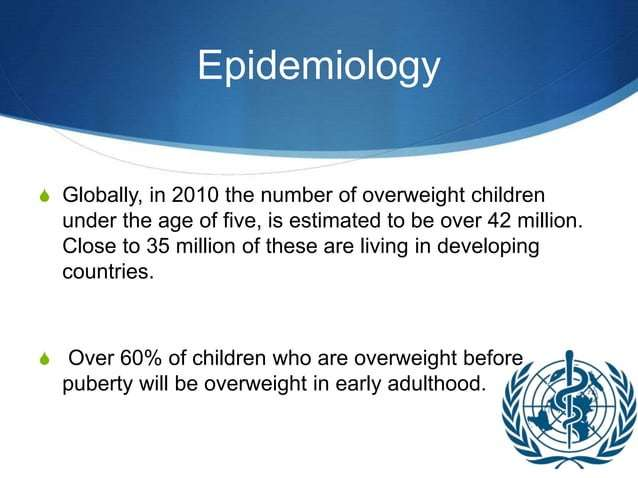 Epidemiology
Globally, in 2010 the number of overweight children
under the age of five, is estimated to be over 42 million.
Close to 35 million of these are living in developing
countries.
Over 60% of children who are overweight before
puberty will be overweight in early adulthood.